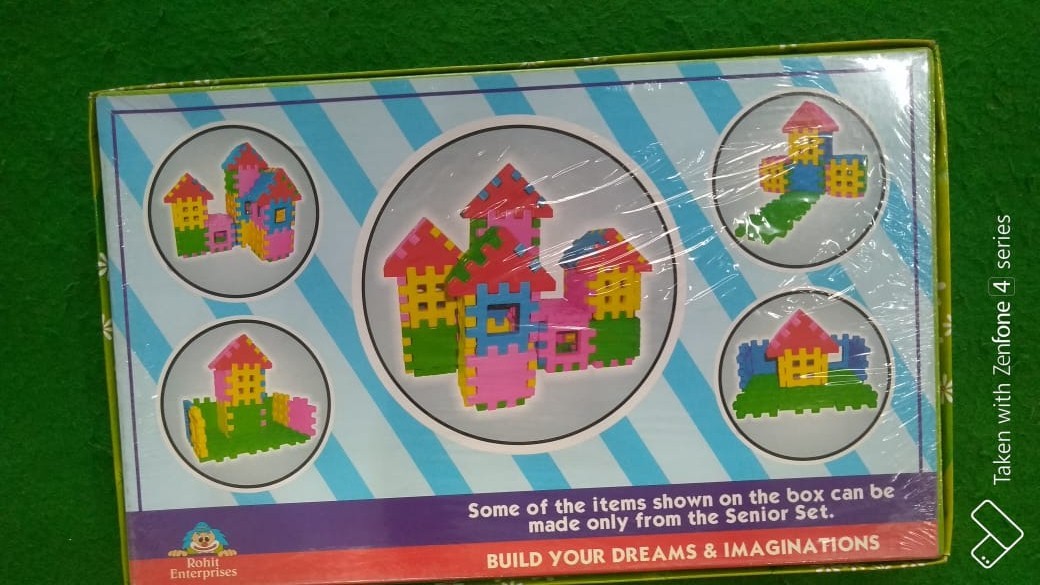 Some of the items shown on the box can be
made only from the Senior Set.
BUILD YOUR DREAMS & IMAGINATIONS
Rohit
Enterprises
Taken with Zenfone 4 series